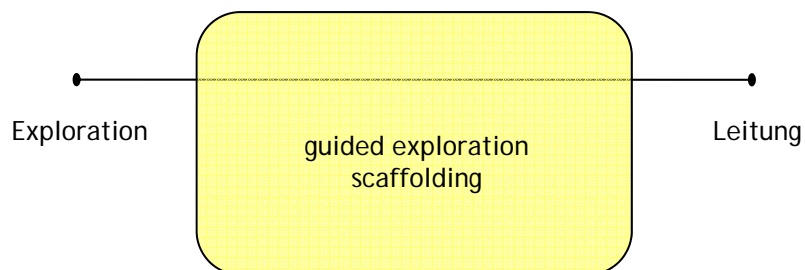 Exploration
Leitung
guided exploration
scaffolding